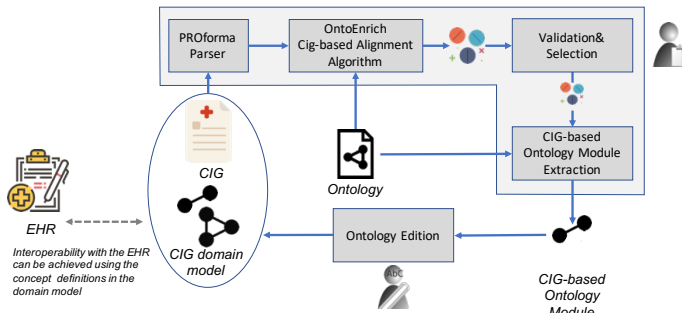 PROforma
Parser
OntoEnrich
Cig-based Alignment
Algorithm
Validation&
Selection
CIG
Ontology
CIG-based
Ontology Module
Extraction
EHR
Interoperability with the EHR
can be achieved using the
concept definitions in the
domain model
CIG domain
model
Ontology Edition
AbC
CIG-based
Ontology
Module